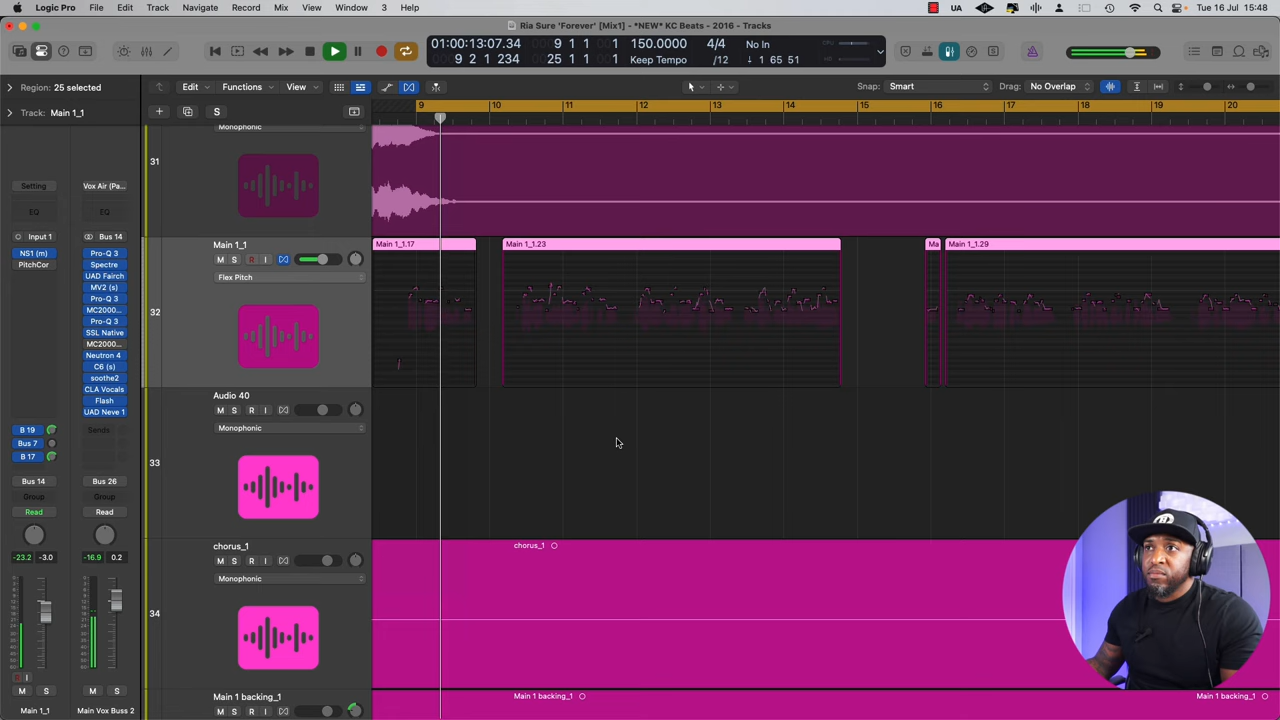 Logic Pro File Edit Track Navigate Record Mix View Window 3 Help UA Tue 16 Jul 15:48
Ria Sure 'Forever' [Mix1] - *NEW* KC Beats - 2016 - Tracks
01:00:13:07.34 9 1 1 1 150.0000 4/4 No In
9 2 1 234 25 1 1 1 Keep Tempo /12 1 65 51
Region: 25 selected Edit Functions View Snap: Smart Drag: No Overlap
Track: Main 1_1 S 9 10 11 12 13 14 15 16 17 18 19 20
Monophonic
31
Setting Vox Air (Pa...
EQ EQ
Input 1 Bus 14
NS1 (m) Pro-Q 3
PitchCor Spectre
UAD Fairch
MV2 (s)
Pro-Q 3
MC2000...
Pro-Q 3
SSL Native
MC2000...
Neutron 4
C6 (s)
soothe2
CLA Vocals
Flash
UAD Neve 1
B 19 Sends
Bus 7
B 17
Bus 14 Bus 26
Group Group
Read Read
-23.2 -3.0 -16.9 0.2
R I
M S M S
Main 1_1 Main Vox Buss 2
Main 1_1 Main 1_1.17 Main 1_1.23 Ma Main 1_1.29
M S R I
Flex Pitch
32
Audio 40
M S R I
Monophonic
33
chorus_1 chorus_1
M S R I
Monophonic
34
Main 1 backing_1 Main 1 backing_1 Main 1 backing_1
M S R I